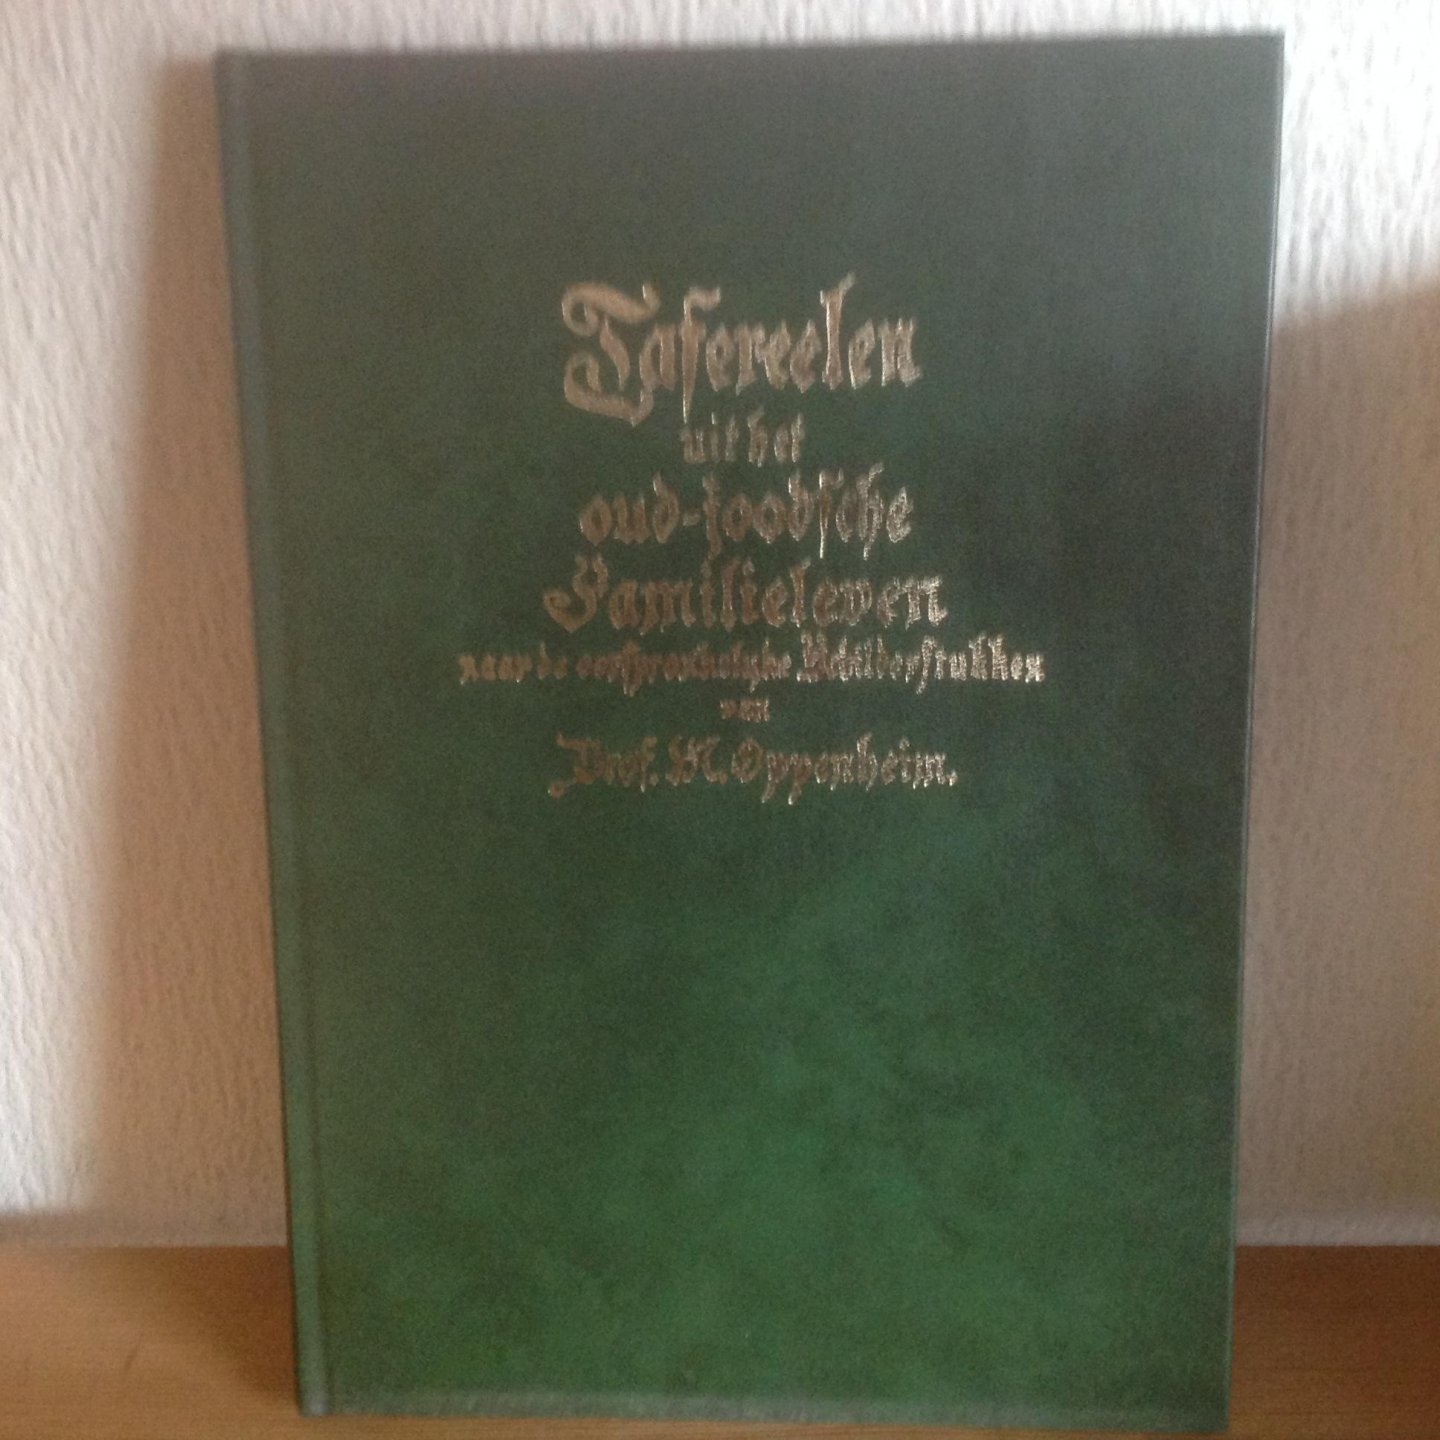 Tafereelen
uit het
oud-joodsche
Familieleven
naar de oorspronkelijke Schilderstukken
van
Prof. M. Oppenheim.